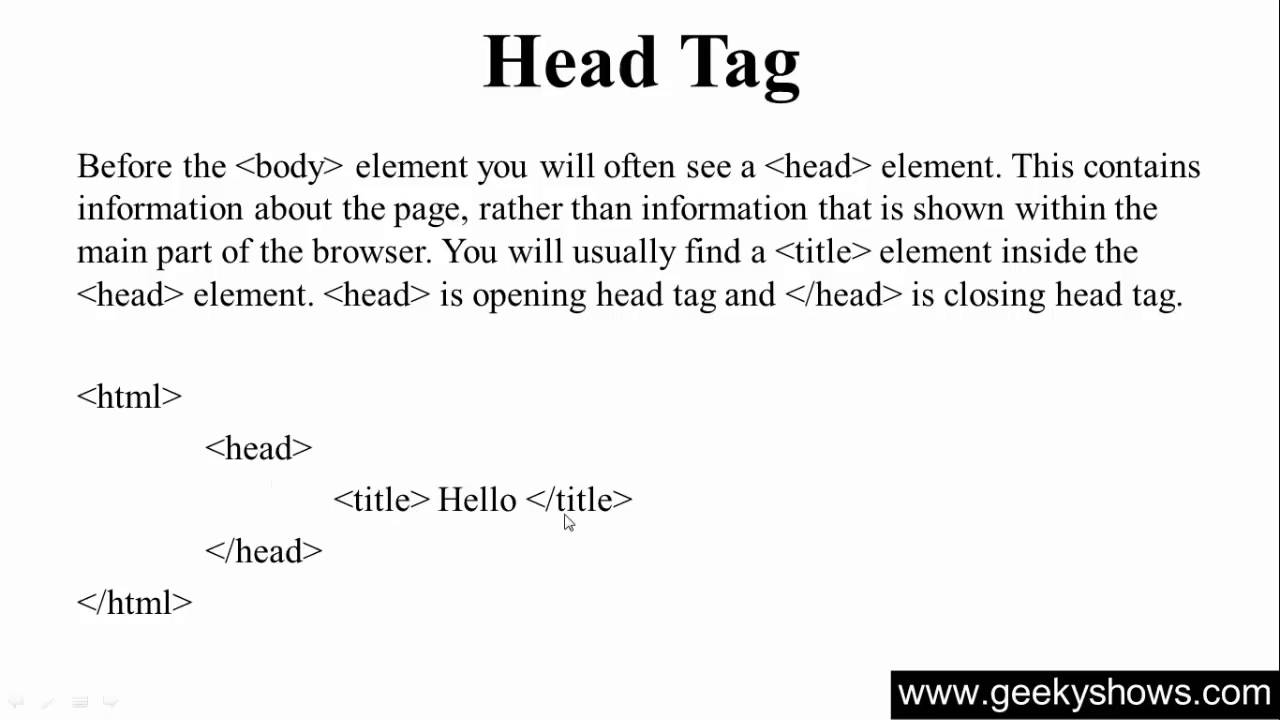 Head Tag
Before the <body> element you will often see a <head> element. This contains
information about the page, rather than information that is shown within the
main part of the browser. You will usually find a <title> element inside the
<head> element. <head> is opening head tag and </head> is closing head tag.
<html>
<head>
<title> Hello </title>
</head>
</html>
www.geekyshows.com